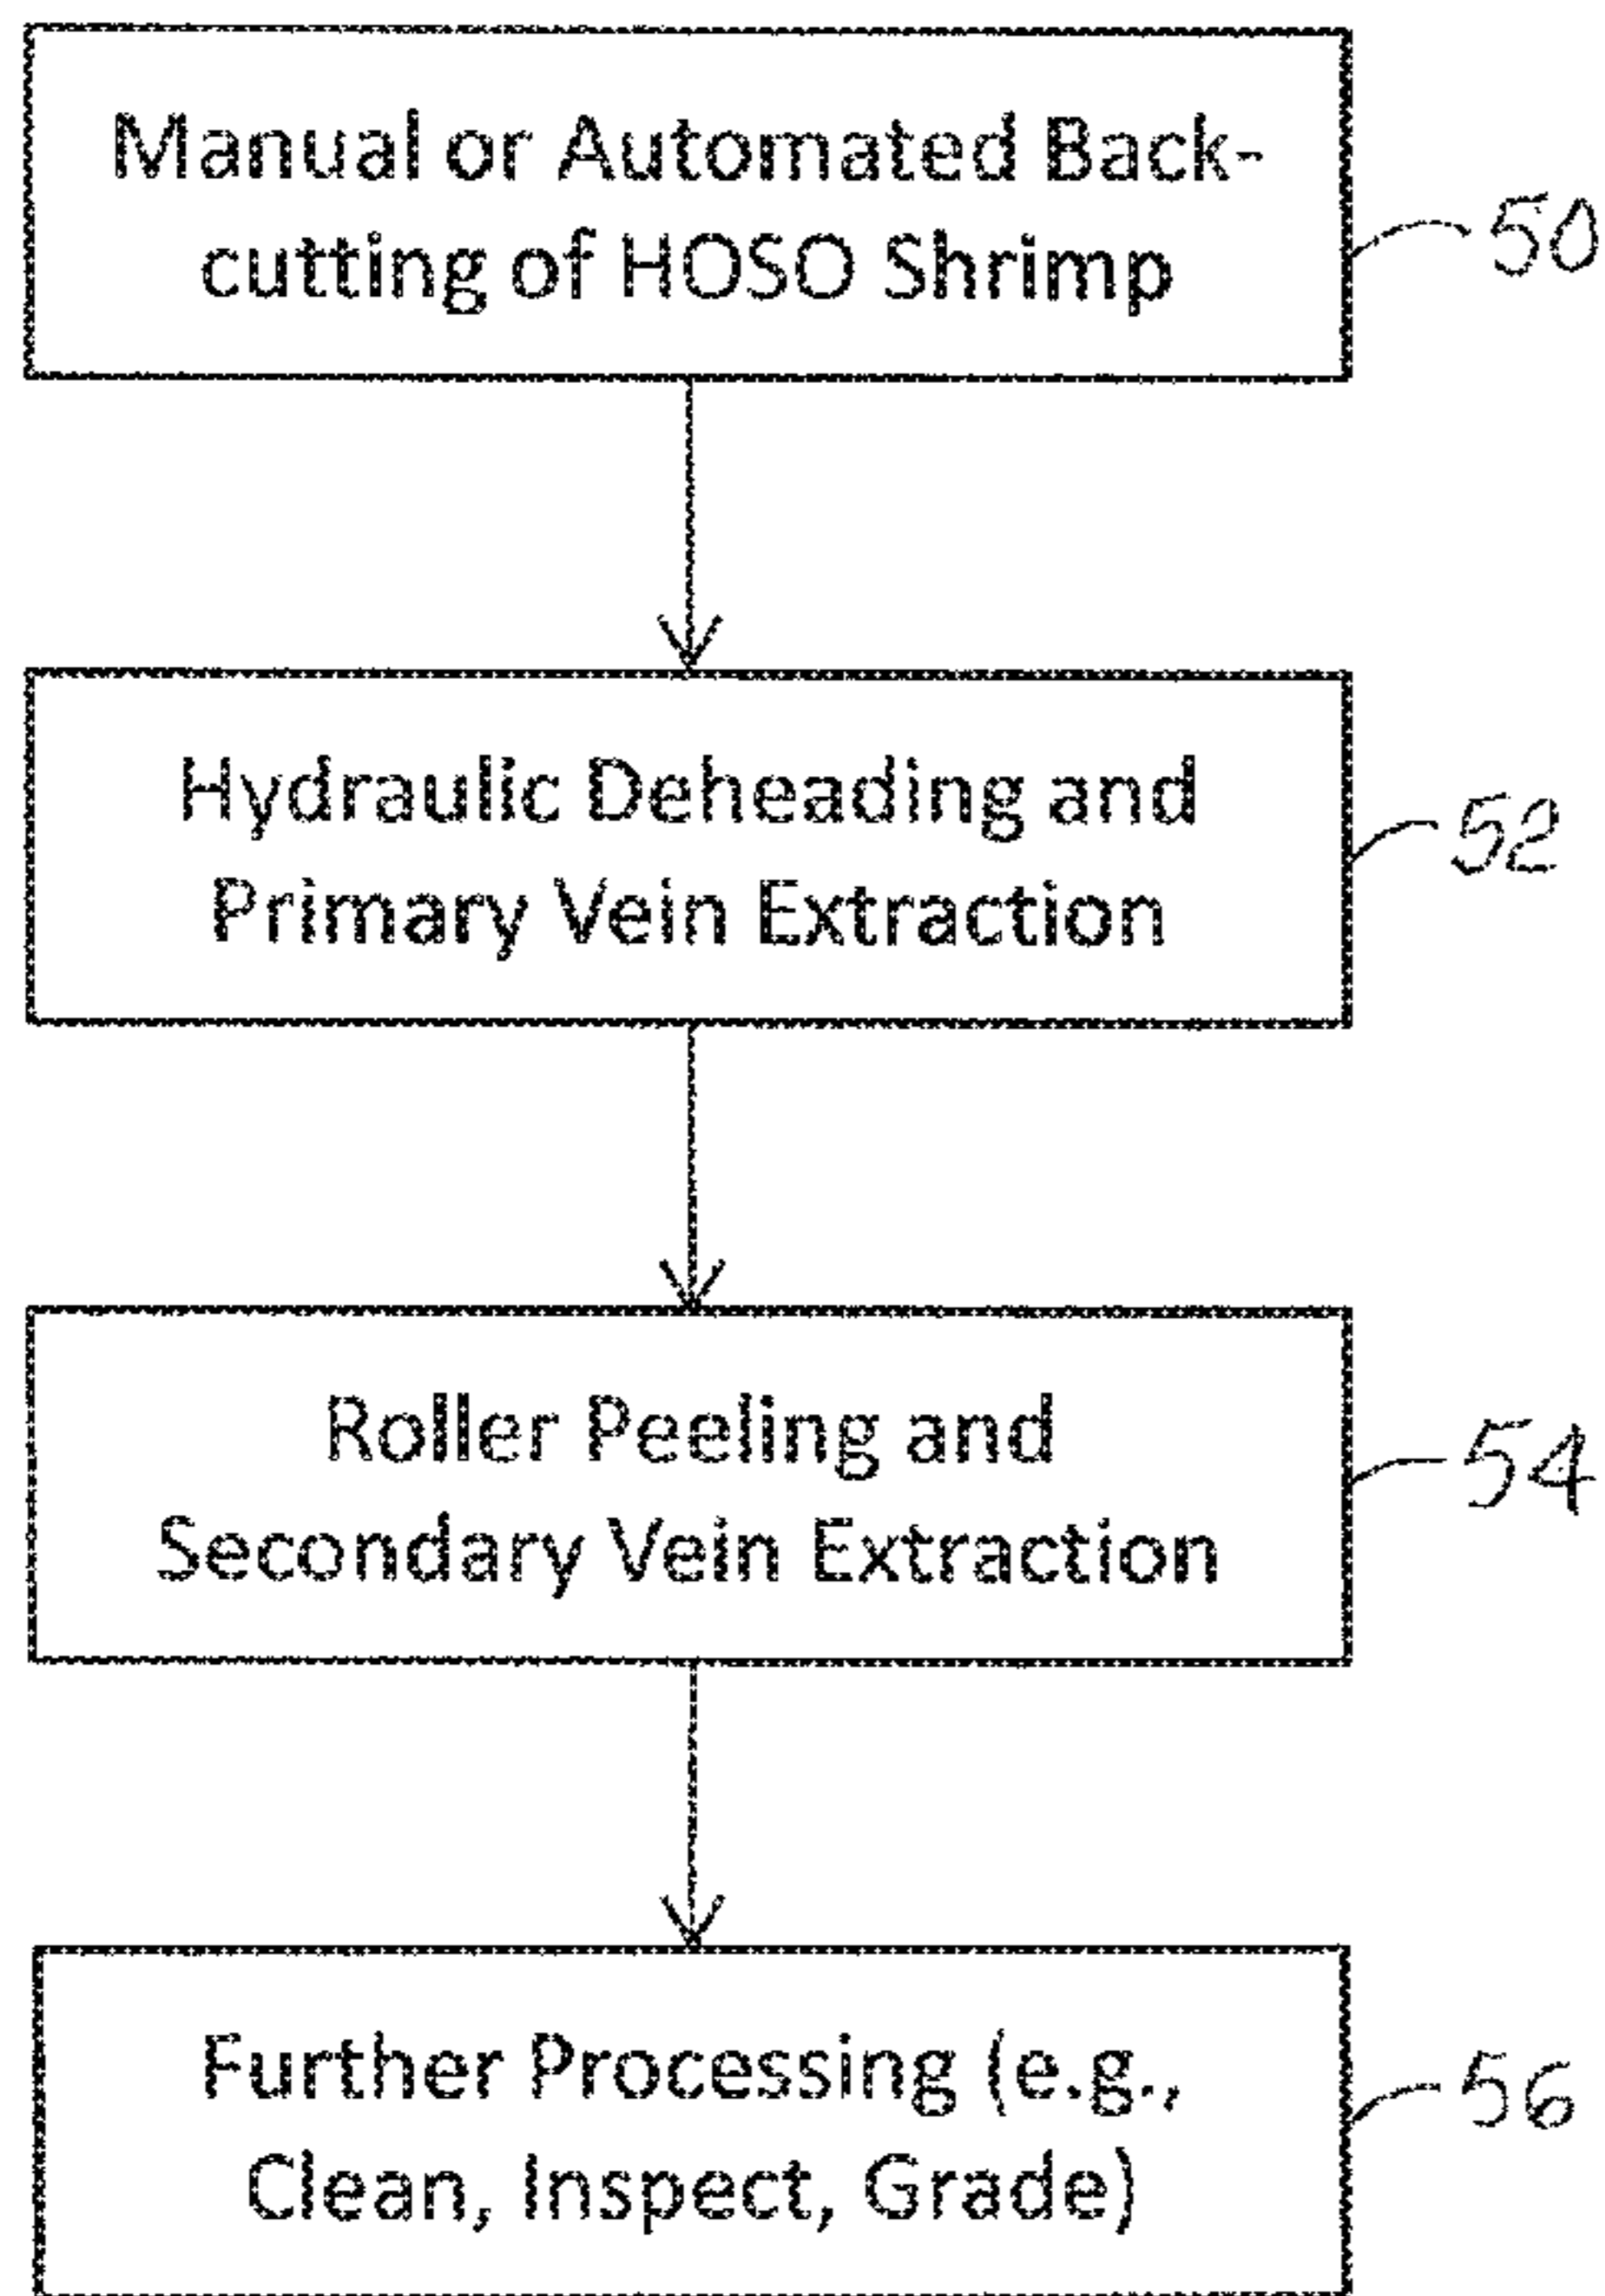 Manual or Automated Back-
cutting of HOSO Shrimp
50
Hydraulic Deheading and
Primary Vein Extraction
52
Roller Peeling and
Secondary Vein Extraction
54
Further Processing (e.g.,
Clean, Inspect, Grade)
56